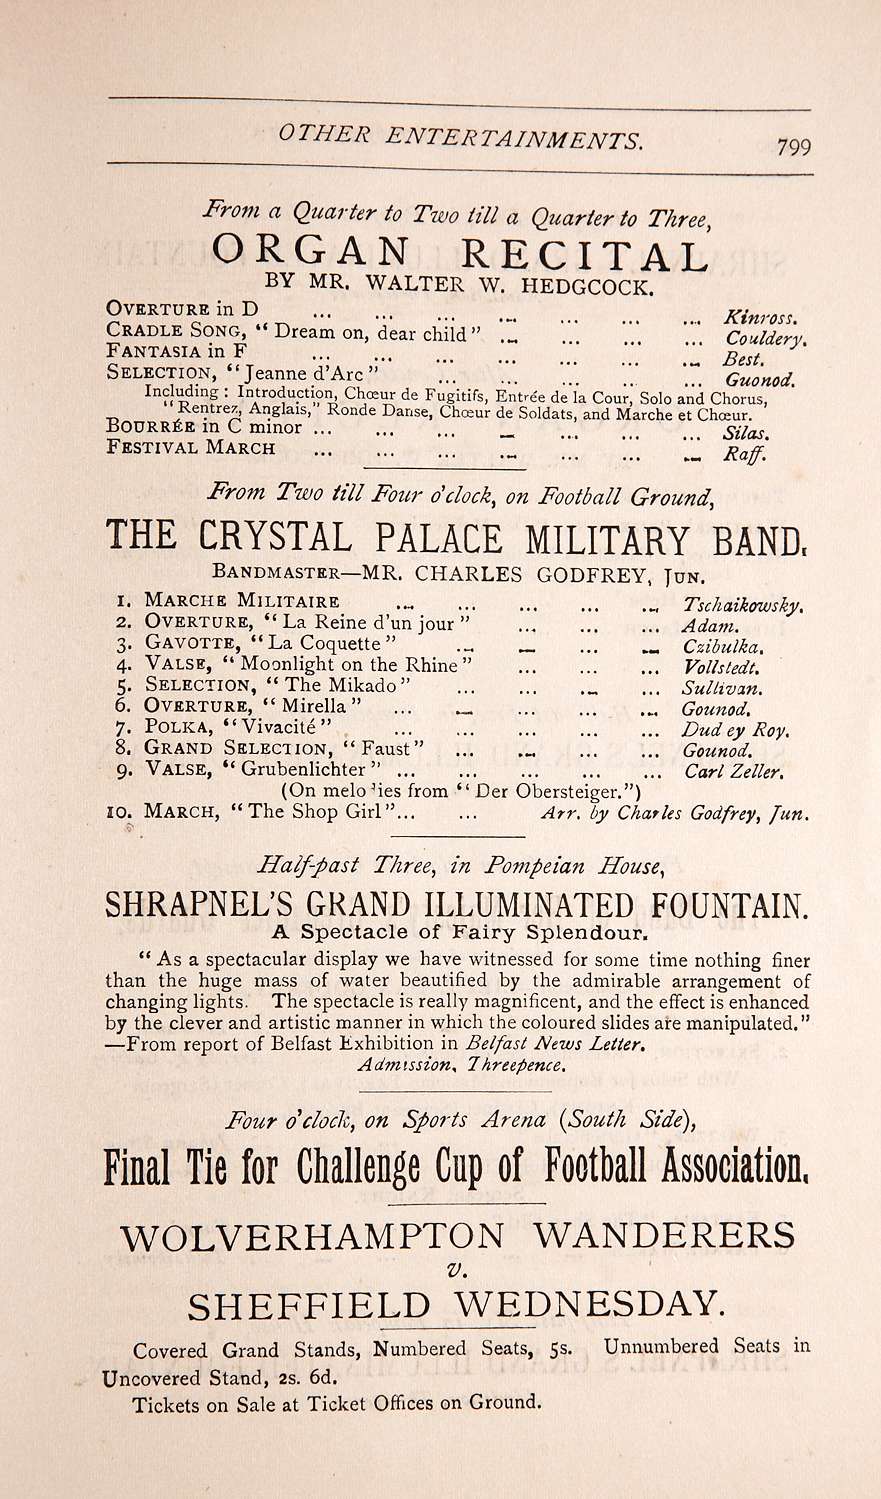 OTHER ENTERTAINMENTS. 799
From a Quarter to Two till a Quarter to Three,
ORGAN RECITAL
BY MR. WALTER W. HEDGCOCK.
OVERTURE in D ... ... ... ... ... ... ... Kinross.
CRADLE SONG, “Dream on, dear child” ... ... ... ... Couldery.
FANTASIA in F ... ... ... ... ... ... ... Best.
SELECTION, “Jeanne d'Arc” ... ... ... ... ... Guonod.
Including: Introduction, Chœur de Fugitifs, Entrée de la Cour, Solo and Chorus,
“Rentrez, Anglais,” Ronde Danse, Chœur de Soldats, and Marche et Chœur.
BOURRÉE in C minor ... ... ... ... ... ... ... Silas.
FESTIVAL MARCH ... ... ... ... ... ... ... Raff.
From Two till Four o'clock, on Football Ground,
THE CRYSTAL PALACE MILITARY BAND.
BANDMASTER—MR. CHARLES GODFREY, JUN.
1. MARCHE MILITAIRE ... ... ... ... ... Tschaikowsky.
2. OVERTURE, “La Reine d'un jour” ... ... ... Adam.
3. GAVOTTE, “La Coquette” ... ... ... ... Czibulka.
4. VALSE, “Moonlight on the Rhine” ... ... ... Vollstedt.
5. SELECTION, “The Mikado” ... ... ... ... Sullivan.
6. OVERTURE, “Mirella” ... ... ... ... ... Gounod.
7. POLKA, “Vivacité” ... ... ... ... ... Dud ey Roy.
8. GRAND SELECTION, “Faust” ... ... ... ... Gounod.
9. VALSE, “Grubenlichter” ... ... ... ... ... Carl Zeller.
(On melodies from “Der Obersteiger.”)
10. MARCH, “The Shop Girl”... ... Arr. by Charles Godfrey, Jun.
Half-past Three, in Pompeian House,
SHRAPNEL'S GRAND ILLUMINATED FOUNTAIN.
A Spectacle of Fairy Splendour.
“As a spectacular display we have witnessed for some time nothing finer
than the huge mass of water beautified by the admirable arrangement of
changing lights. The spectacle is really magnificent, and the effect is enhanced
by the clever and artistic manner in which the coloured slides are manipulated.”
—From report of Belfast Exhibition in Belfast News Letter.
Admission, Threepence.
Four o'clock, on Sports Arena (South Side),
Final Tie for Challenge Cup of Football Association.
WOLVERHAMPTON WANDERERS
v.
SHEFFIELD WEDNESDAY.
Covered Grand Stands, Numbered Seats, 5s. Unnumbered Seats in
Uncovered Stand, 2s. 6d.
Tickets on Sale at Ticket Offices on Ground.